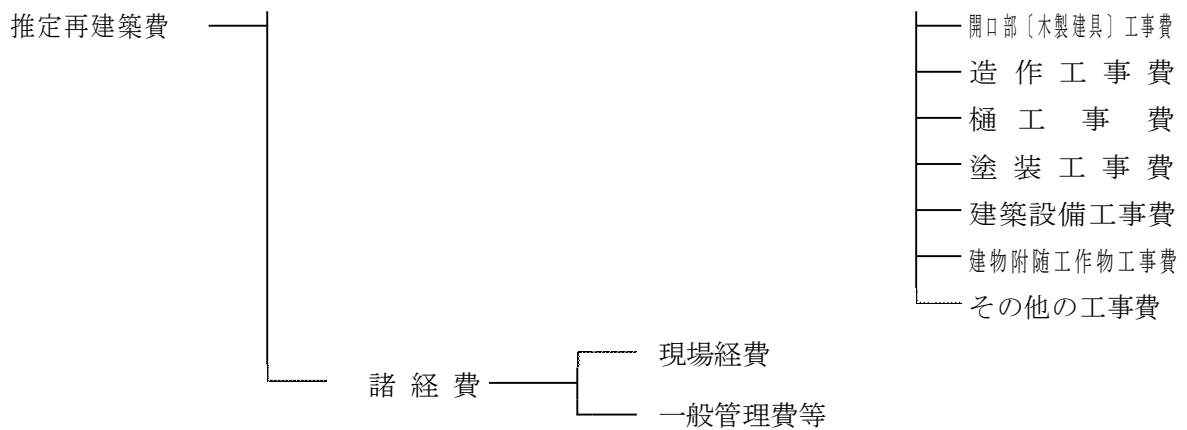 推定再建築費
開口部〔木製建具〕工事費
造作工事費
樋工事費
塗装工事費
建築設備工事費
建物附随工作物工事費
その他の工事費
諸経費
現場経費
一般管理費等